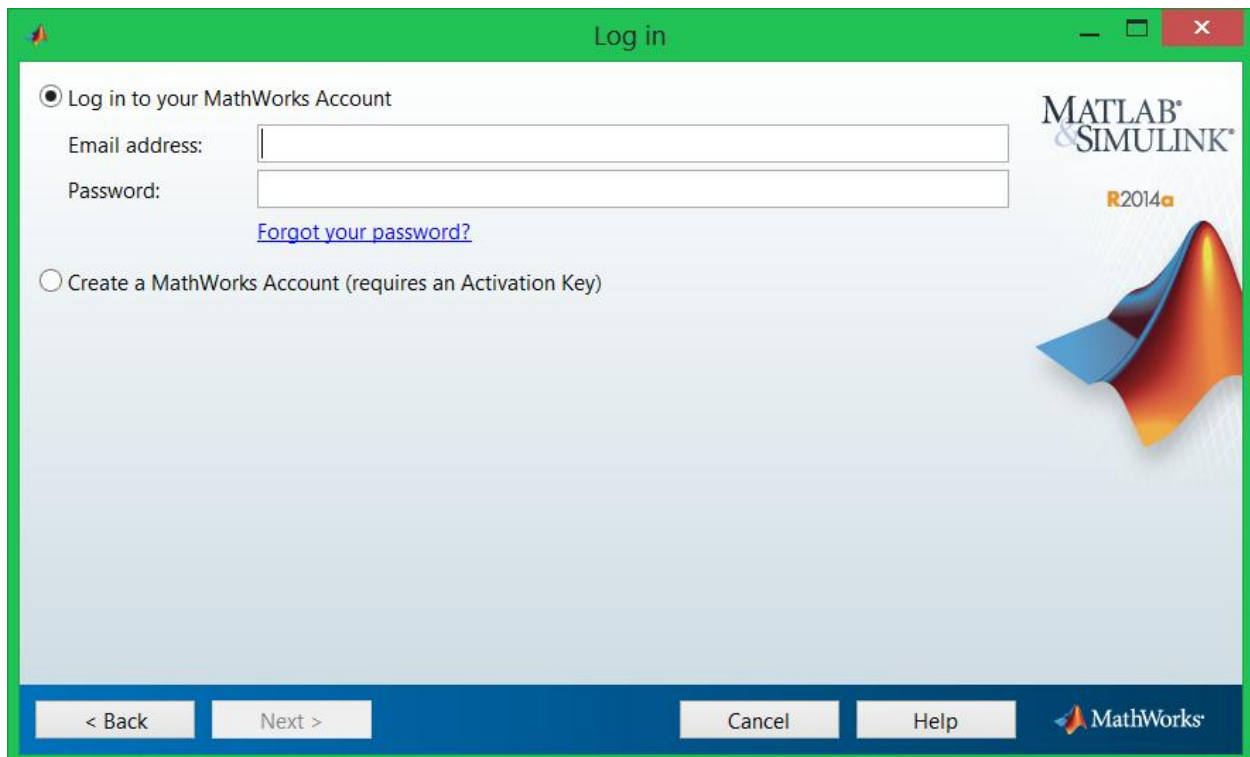 Log in
Log in to your MathWorks Account
Email address:
Password:
Forgot your password?
Create a MathWorks Account (requires an Activation Key)
MATLAB®
&SIMULINK®
R2014a
< Back
Next >
Cancel
Help
MathWorks®